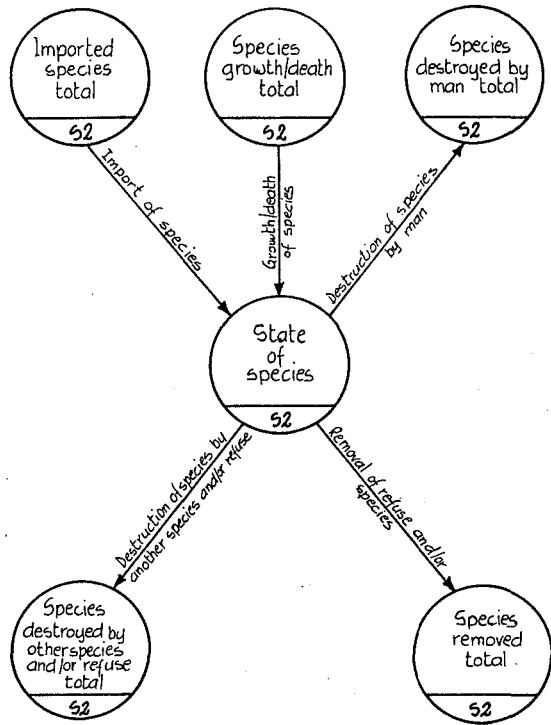 Imported
species
total
S2
Species
growth/death
total
S2
Species
destroyed by
man total
S2
Import of species
Growth/death
of species
Destruction of species
by man
State
of
species
S2
Destruction of species by
another species and/or refuse
Removal of refuse and/or
species
Species
destroyed by
other species
and/or refuse
total
S2
Species
removed
total
S2